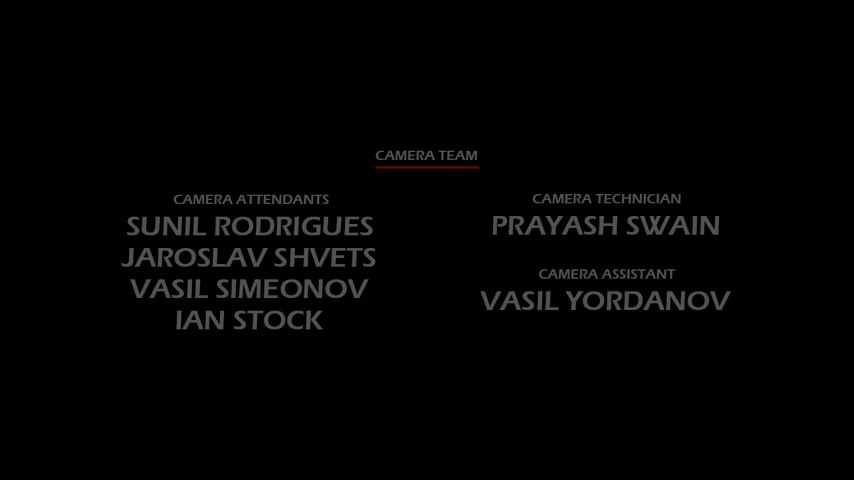 CAMERA TEAM
CAMERA ATTENDANTS
SUNIL RODRIGUES
JAROSLAV SHVETS
VASIL SIMEONOV
IAN STOCK
CAMERA TECHNICIAN
PRAYASH SWAIN
CAMERA ASSISTANT
VASIL YORDANOV